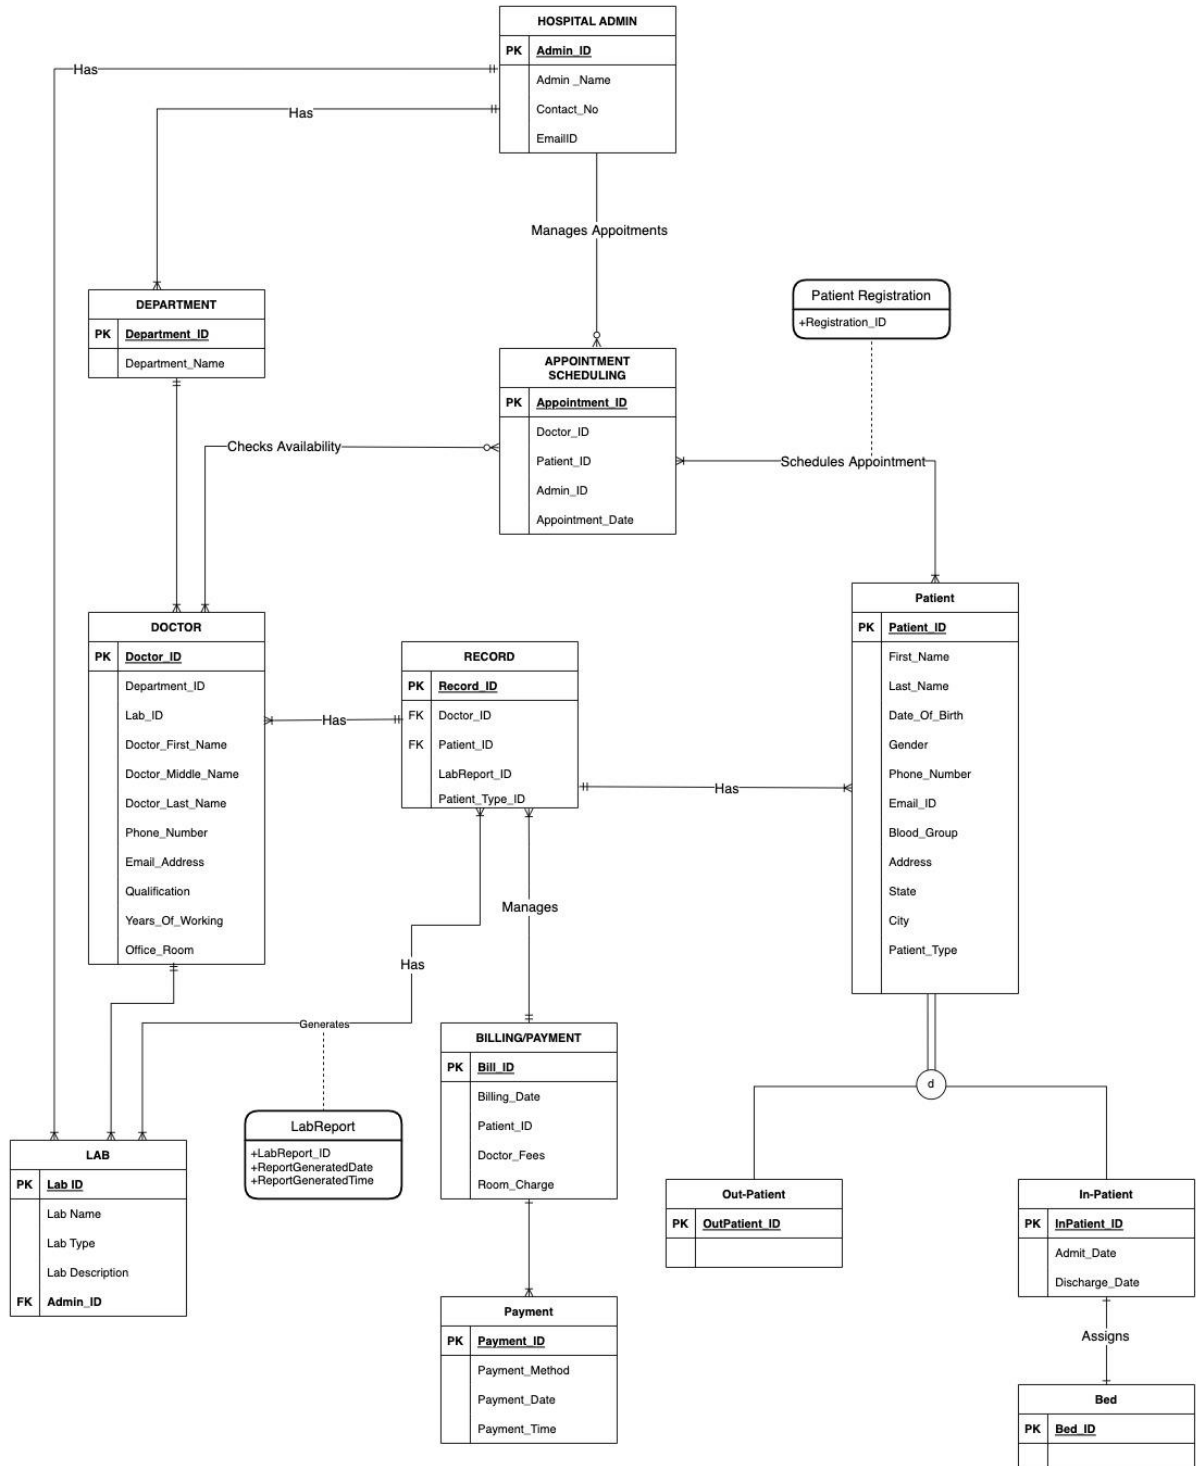 HOSPITAL ADMIN
PK Admin_ID
Admin _Name
Contact_No
EmailID
Has
Has
Manages Appoitments
DEPARTMENT
PK Department_ID
Department_Name
Patient Registration
+Registration_ID
APPOINTMENT
SCHEDULING
PK Appointment_ID
Doctor_ID
Patient_ID
Admin_ID
Appointment_Date
Checks Availability
Schedules Appointment
DOCTOR
PK Doctor_ID
Department_ID
Lab_ID
Doctor_First_Name
Doctor_Middle_Name
Doctor_Last_Name
Phone_Number
Email_Address
Qualification
Years_Of_Working
Office_Room
Has
RECORD
PK Record_ID
FK Doctor_ID
FK Patient_ID
LabReport_ID
Patient_Type_ID
Has
Patient
PK Patient_ID
First_Name
Last_Name
Date_Of_Birth
Gender
Phone_Number
Email_ID
Blood_Group
Address
State
City
Patient_Type
Manages
Has
Generates
LabReport
+LabReport_ID
+ReportGeneratedDate
+ReportGeneratedTime
BILLING/PAYMENT
PK Bill_ID
Billing_Date
Patient_ID
Doctor_Fees
Room_Charge
d
LAB
PK Lab ID
Lab Name
Lab Type
Lab Description
FK Admin_ID
Out-Patient
PK OutPatient_ID
In-Patient
PK InPatient_ID
Admit_Date
Discharge_Date
Payment
PK Payment_ID
Payment_Method
Payment_Date
Payment_Time
Assigns
Bed
PK Bed_ID